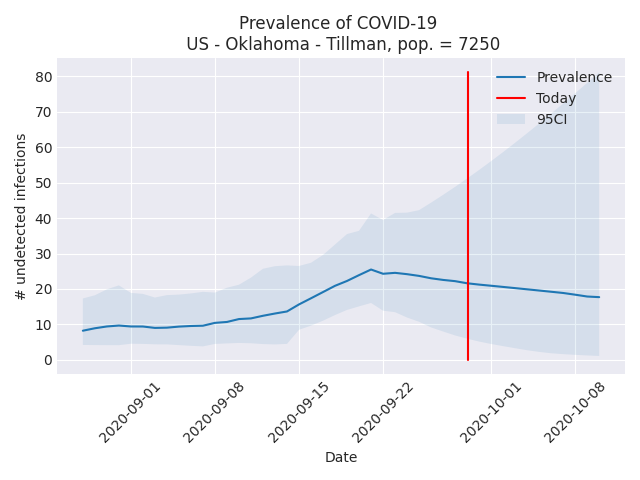 Prevalence of COVID-19
US - Oklahoma - Tillman, pop. = 7250
Prevalence
Today
95CI
# undetected infections
80
70
60
50
40
30
20
10
0
2020-09-01
2020-09-08
2020-09-15
2020-09-22
2020-10-01
2020-10-08
Date